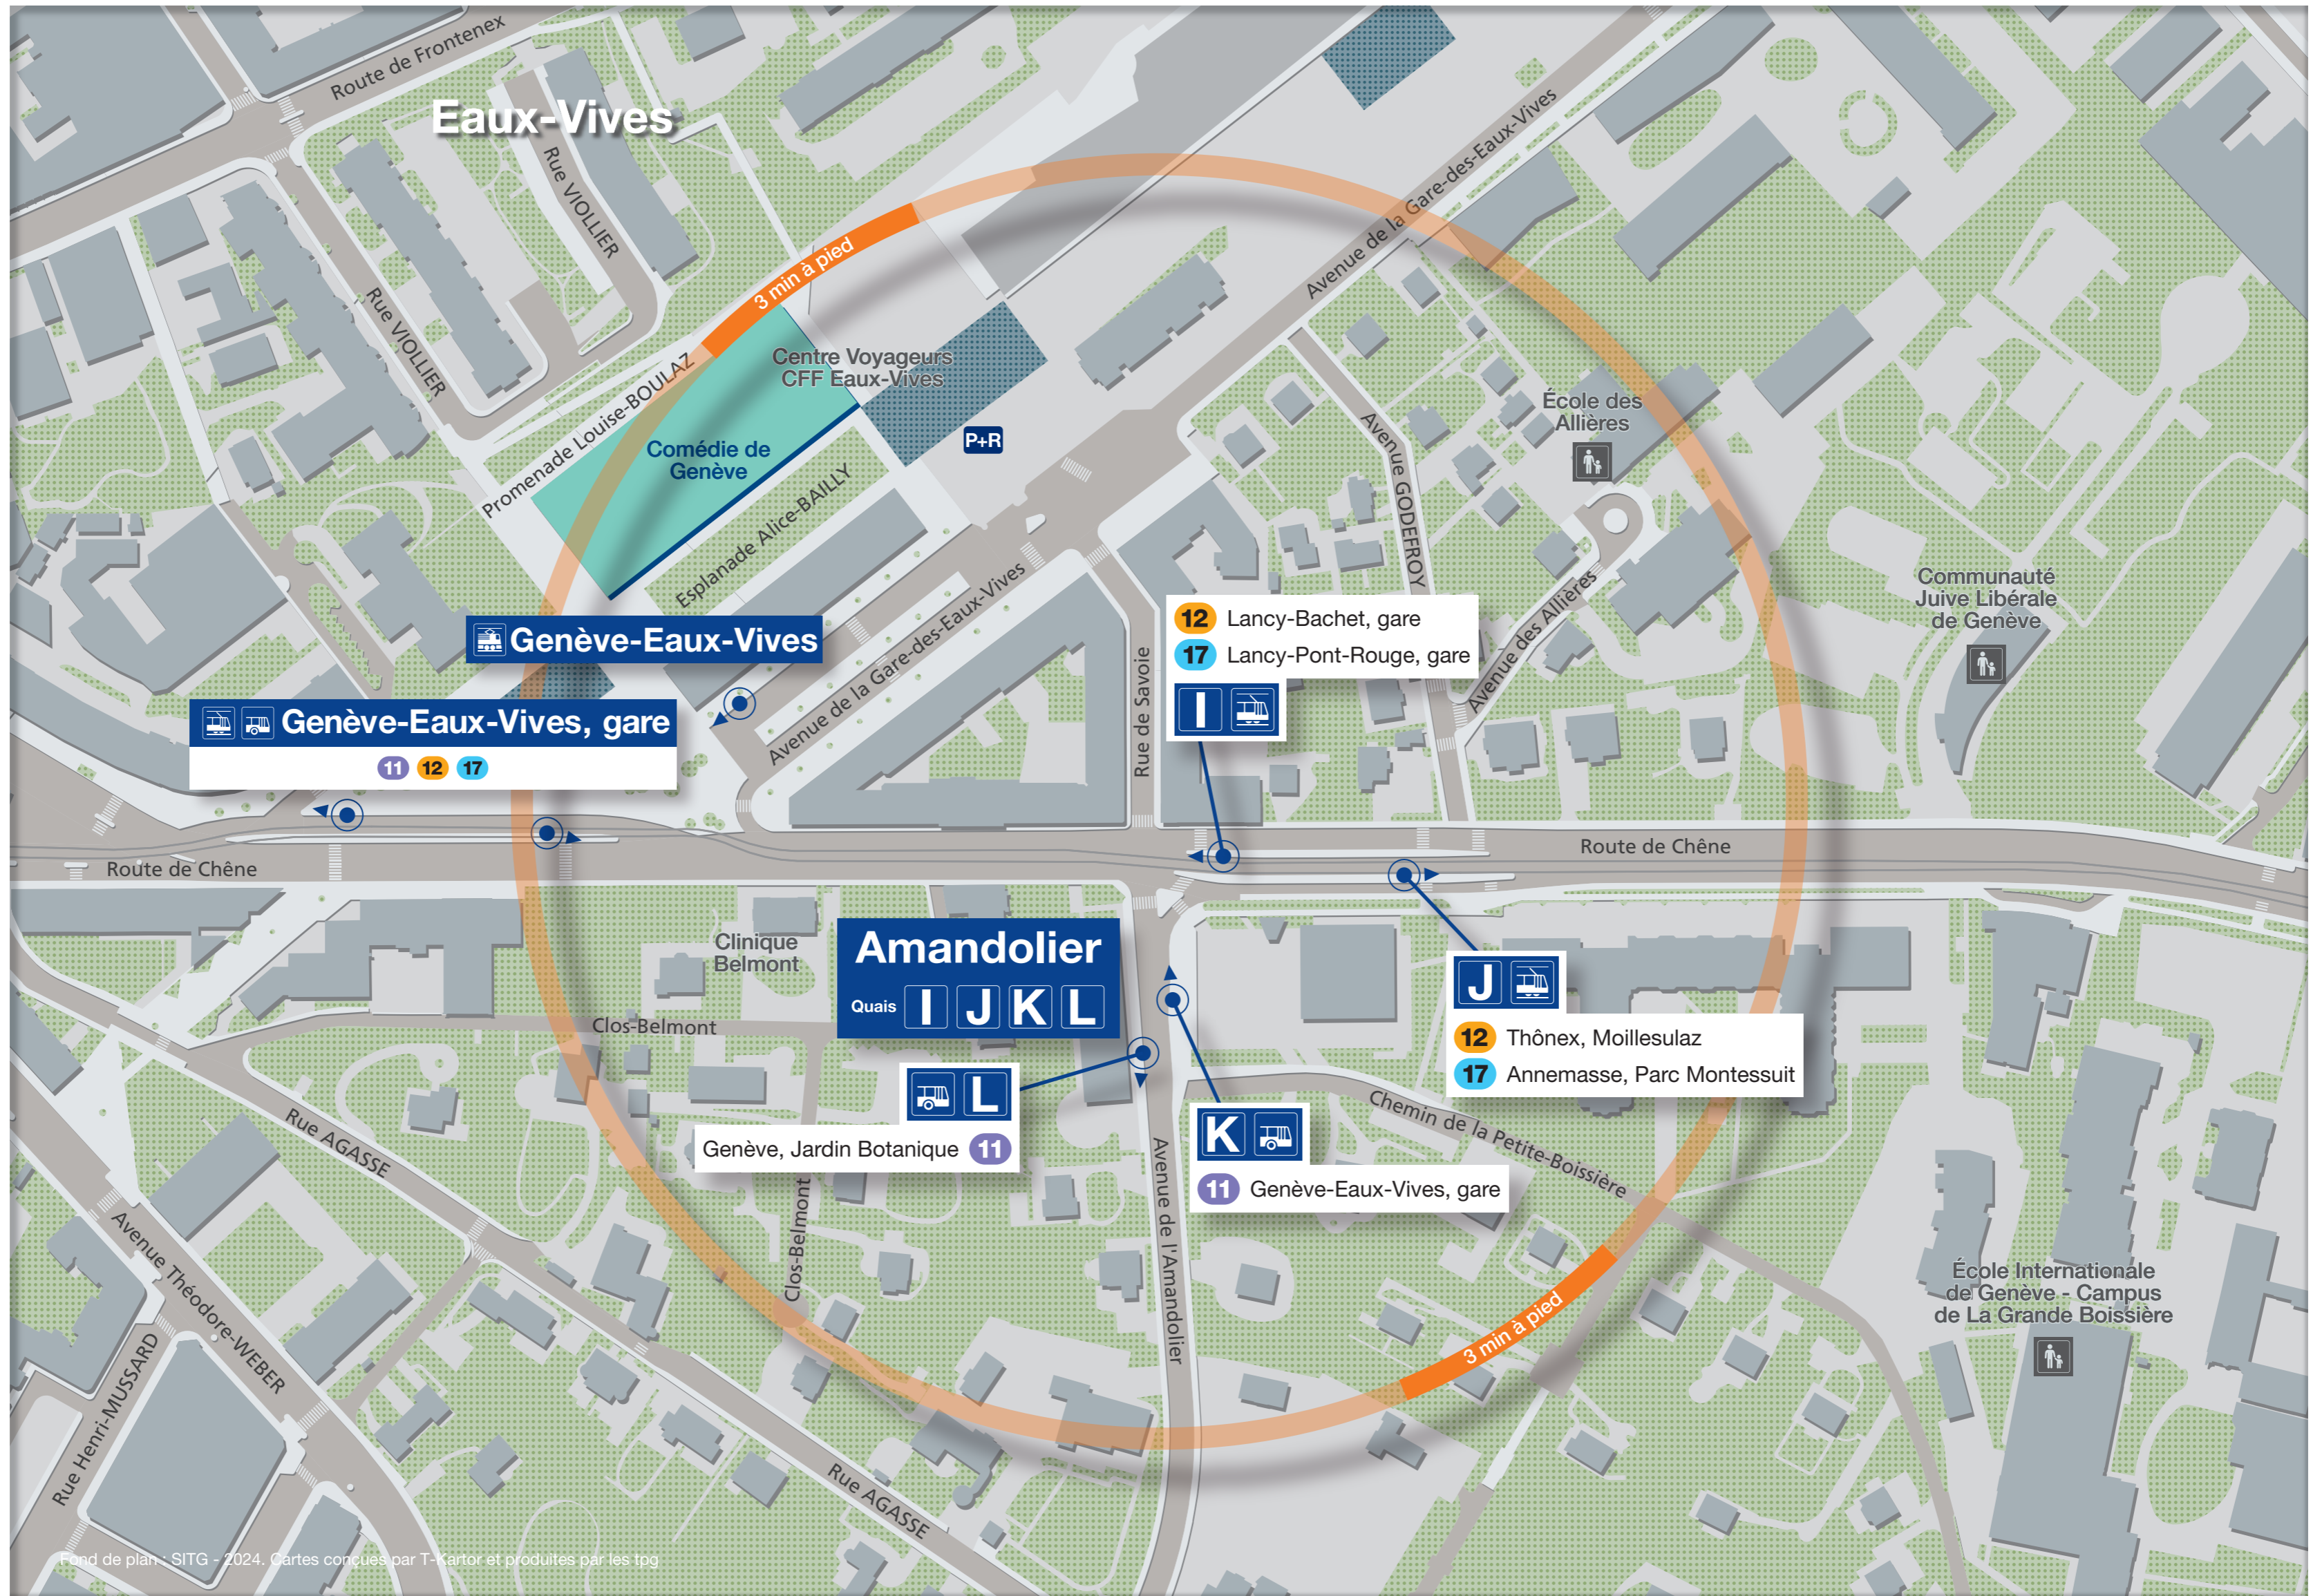 Route de Frontenex
Eaux-Vives
Rue VIOLLIER
Rue VIOLLIER
3 min à pied
Avenue de la Gare-des-Eaux-Vives
Promenade Louise-BOULAZ
Centre Voyageurs
CFF Eaux-Vives
P+R
Comédie de
Genève
Esplanade Alice-BAILLY
Avenue GODEFROY
École des
Allières
Communauté
Juive Libérale
de Genève
Avenue des Allières
Genève-Eaux-Vives
Genève-Eaux-Vives, gare
11 12 17
Avenue de la Gare-des-Eaux-Vives
Rue de Savoie
12 Lancy-Bachet, gare
17 Lancy-Pont-Rouge, gare
I
Route de Chêne
Route de Chêne
Clinique
Belmont
Amandolier
Quais I J K L
J
12 Thônex, Moillesulaz
17 Annemasse, Parc Montessuit
Clos-Belmont
L
Genève, Jardin Botanique 11
K
11 Genève-Eaux-Vives, gare
Chemin de la Petite-Boissière
Rue AGASSE
Clos-Belmont
Avenue de l'Amandolier
Avenue Théodore-WEBER
Rue Henri-MUSSARD
École Internationale
de Genève - Campus
de La Grande Boissière
3 min à pied
Rue AGASSE
Fond de plan : SITG - 2024. Cartes conçues par T-Kartor et produites par les tpg